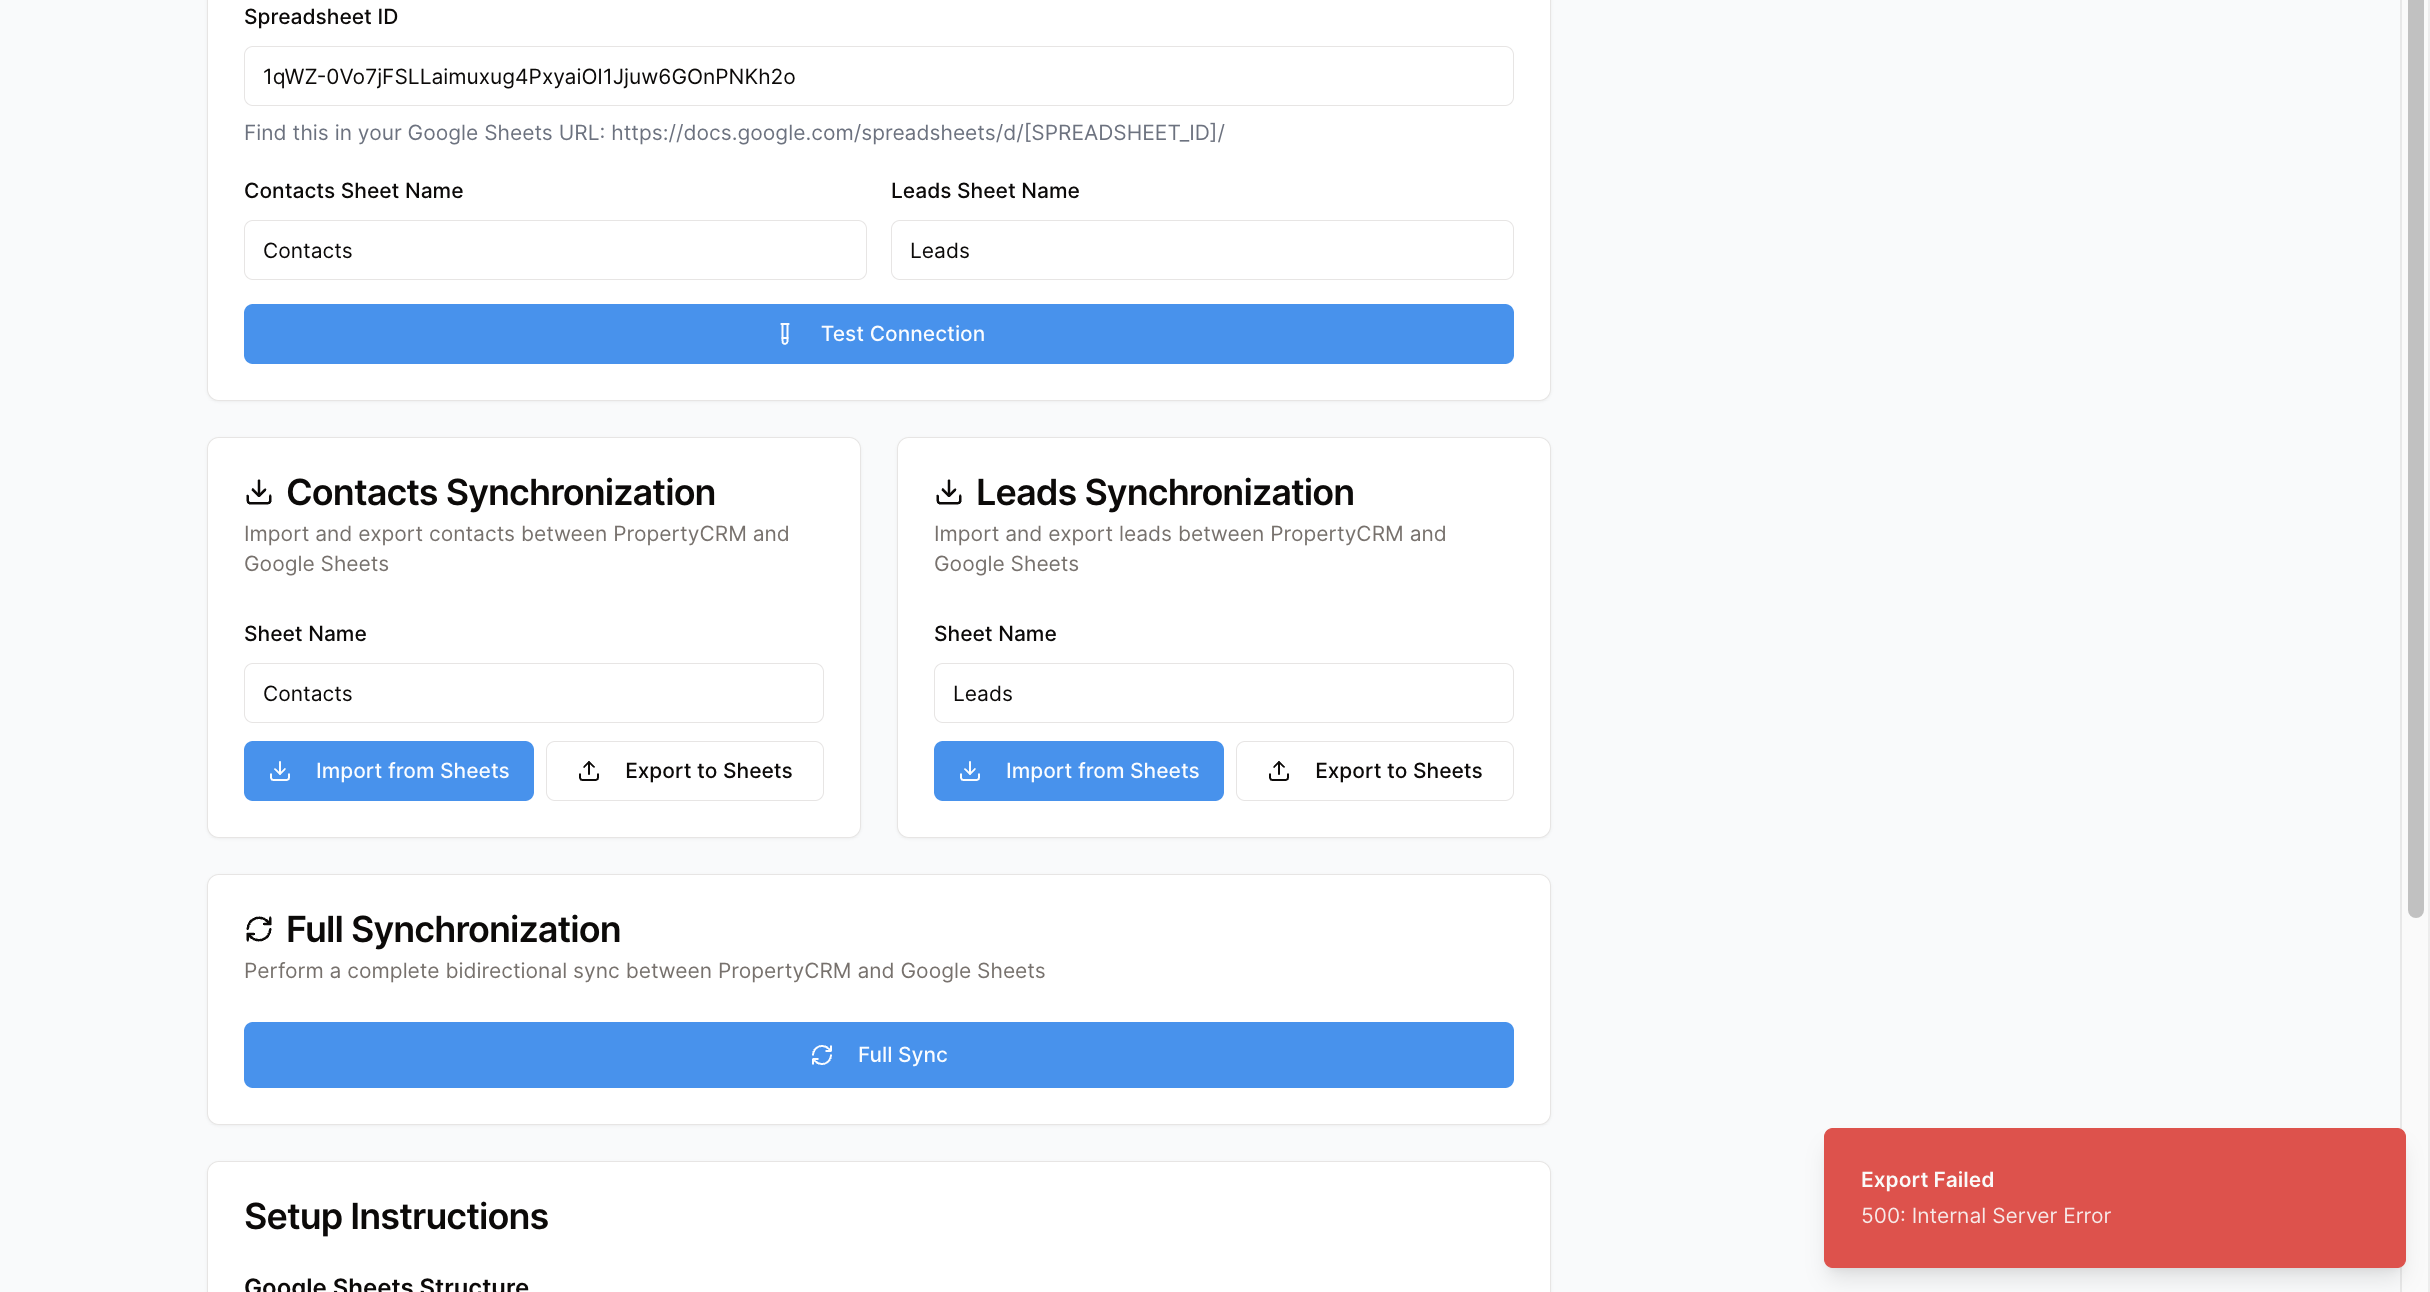 Spreadsheet ID
1qWZ-0Vo7jFSLLaimuxug4PxyaiOI1Jjuw6GOnPNKh2o
Find this in your Google Sheets URL: https://docs.google.com/spreadsheets/d/[SPREADSHEET_ID]/
Contacts Sheet Name
Leads Sheet Name
Contacts
Leads
Test Connection
Contacts Synchronization
Import and export contacts between PropertyCRM and
Google Sheets
Sheet Name
Contacts
Import from Sheets
Export to Sheets
Leads Synchronization
Import and export leads between PropertyCRM and
Google Sheets
Sheet Name
Leads
Import from Sheets
Export to Sheets
Full Synchronization
Perform a complete bidirectional sync between PropertyCRM and Google Sheets
Full Sync
Setup Instructions
Google Sheets Structure
Export Failed
500: Internal Server Error